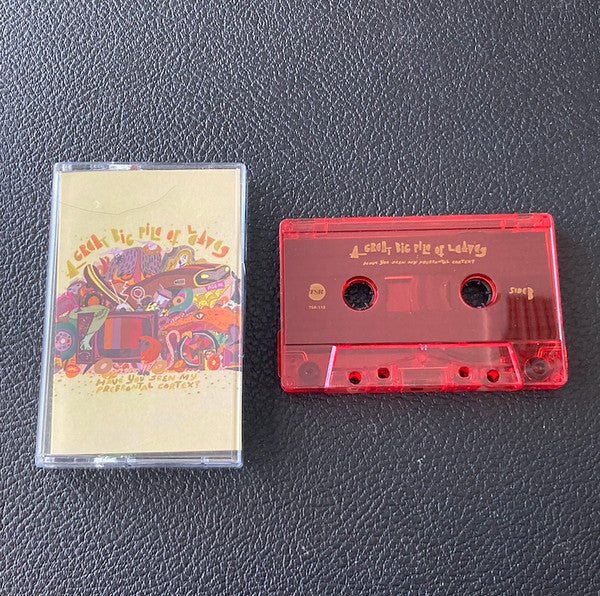 A GREAT BIG PILE OF LEAVES
HAVE YOU SEEN MY
PREFRONTAL CORTEX?
A GREAT BIG PILE OF LEAVES
HAVE YOU SEEN MY PREFRONTAL CORTEX?
TSR
SIDE B